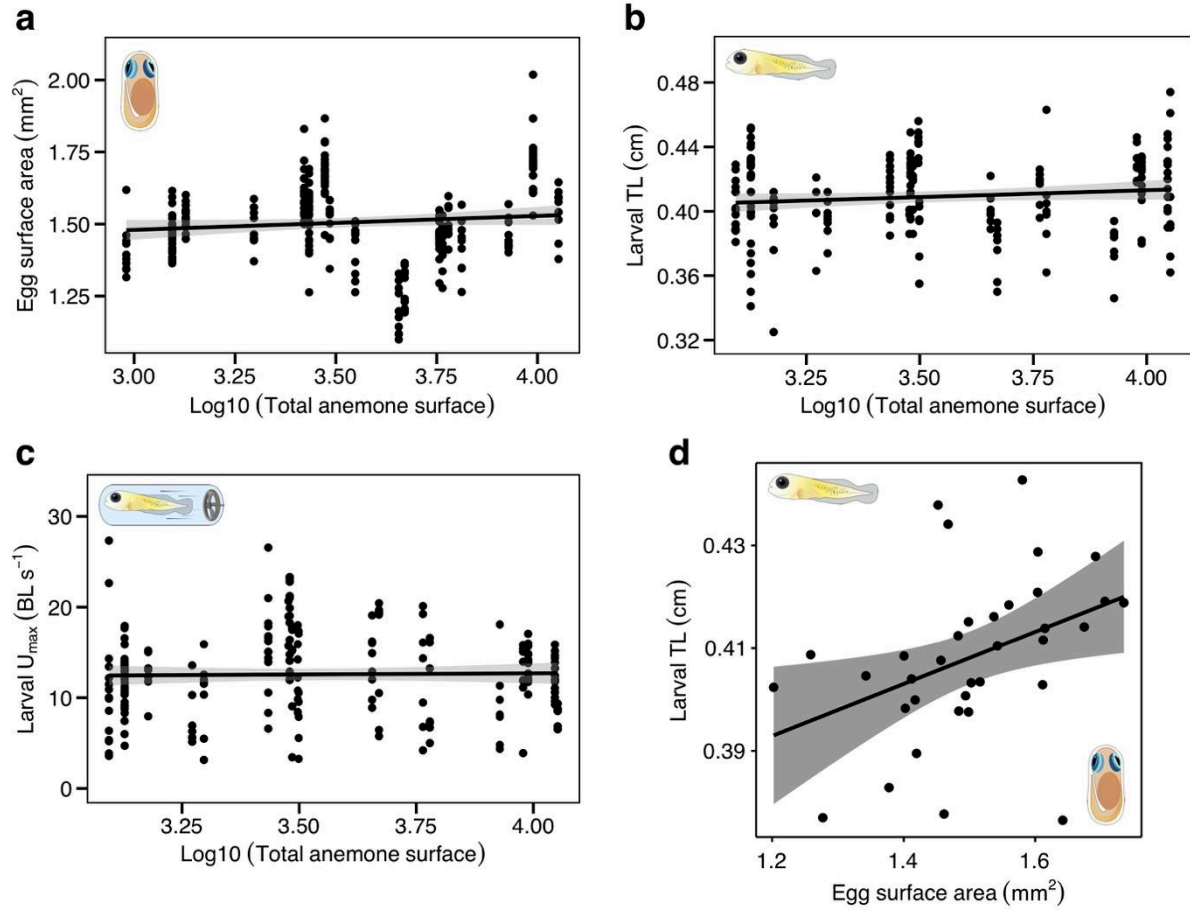 a
Egg surface area (mm²)
2.00
1.75
1.50
1.25
3.00 3.25 3.50 3.75 4.00
Log10 (Total anemone surface)
b
Larval TL (cm)
0.48
0.44
0.40
0.36
0.32
3.25 3.50 3.75 4.00
Log10 (Total anemone surface)
c
Larval Umax (BL s⁻¹)
30
20
10
0
3.25 3.50 3.75 4.00
Log10 (Total anemone surface)
d
Larval TL (cm)
0.43
0.41
0.39
1.2 1.4 1.6
Egg surface area (mm²)